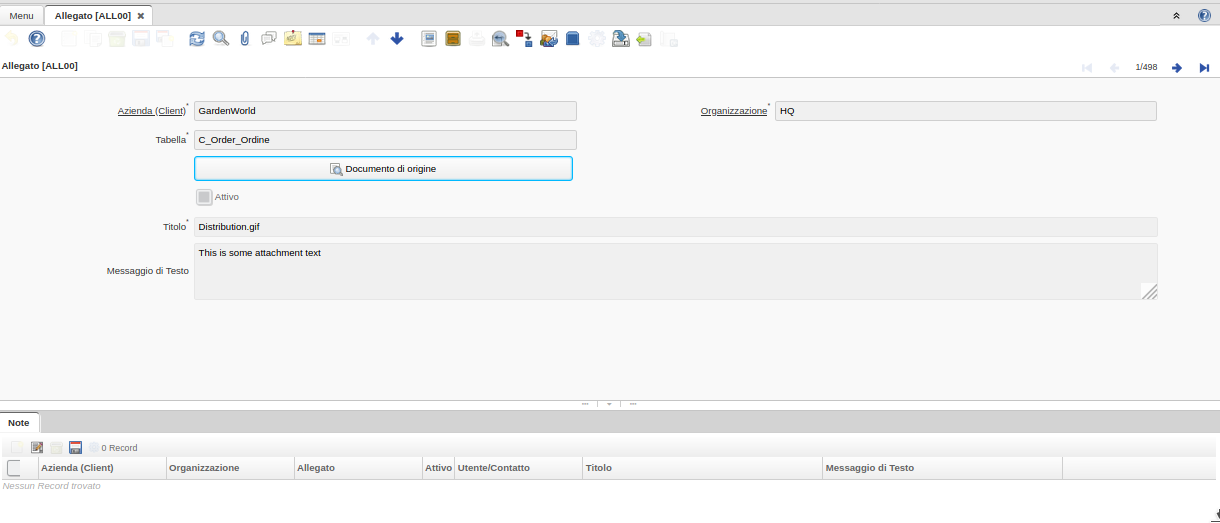 Menu
Allegato [ALL00]
Allegato [ALL00]
1/498
Azienda (Client)* GardenWorld
Organizzazione* HQ
Tabella* C_Order_Ordine
Documento di origine
Attivo
Titolo* Distribution.gif
Messaggio di Testo This is some attachment text
Note
0 Record
Azienda (Client) Organizzazione Allegato Attivo Utente/Contatto Titolo Messaggio di Testo
Nessun Record trovato